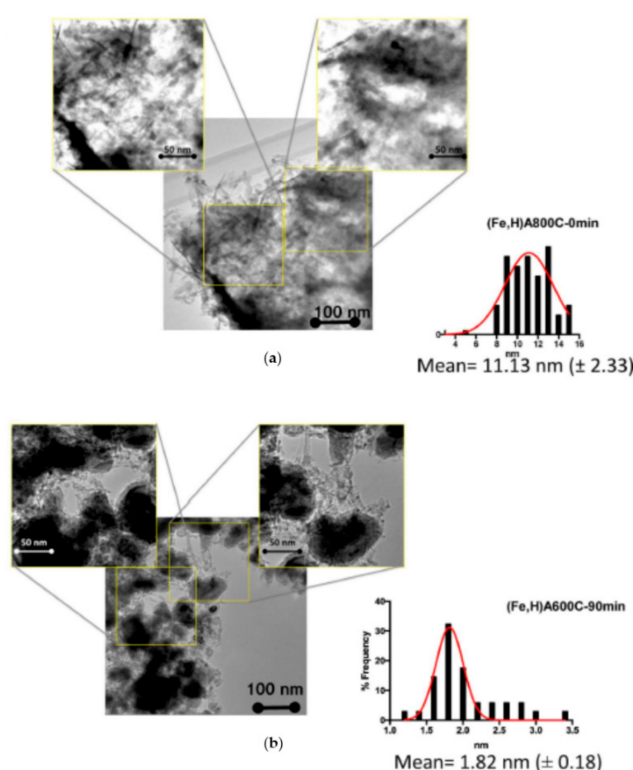 50 nm
50 nm
100 nm
(Fe,H)A800C-0min
0
4 6 8 10 12 14 16
nm
Mean= 11.13 nm (± 2.33)
(a)
50 nm
50 nm
100 nm
(Fe,H)A600C-90min
% Frequency
40
30
20
10
0
1.0 1.5 2.0 2.5 3.0 3.5
nm
Mean= 1.82 nm (± 0.18)
(b)